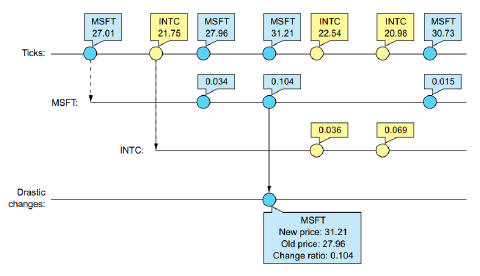 MSFT
27.01
INTC
21.75
MSFT
27.96
MSFT
31.21
INTC
22.54
INTC
20.98
MSFT
30.73
Ticks:
0.034
0.104
0.015
MSFT:
0.036
0.069
INTC:
Drastic
changes:
MSFT
New price: 31.21
Old price: 27.96
Change ratio: 0.104